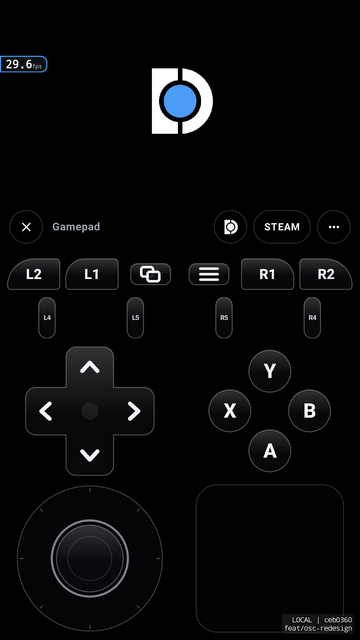 29.6fps
Gamepad
STEAM
L2 L1 R1 R2
L4 L5 R5 R4
Y
X B
A
LOCAL | ceb0360
feat/osc-redesign